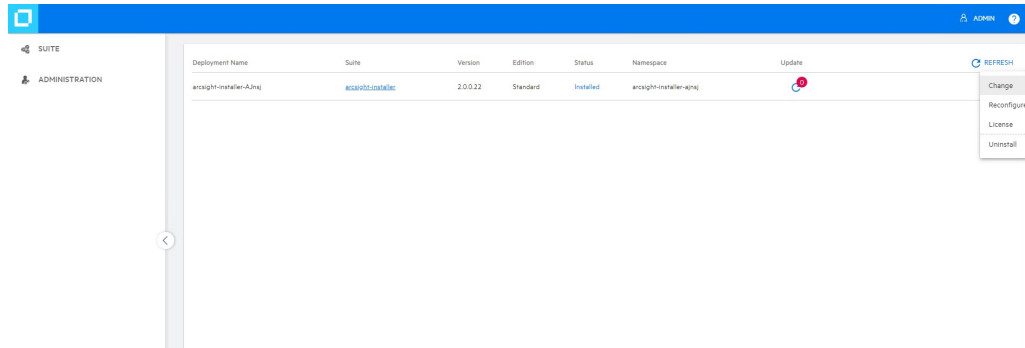 ADMIN ?
SUITE
ADMINISTRATION
Deployment Name Suite Version Edition Status Namespace Update REFRESH
arcsight-installer-AJnsj arcsight-installer 2.0.0.22 Standard Installed arcsight-installer-ajnsj 0
Change
Reconfigure
License
Uninstall